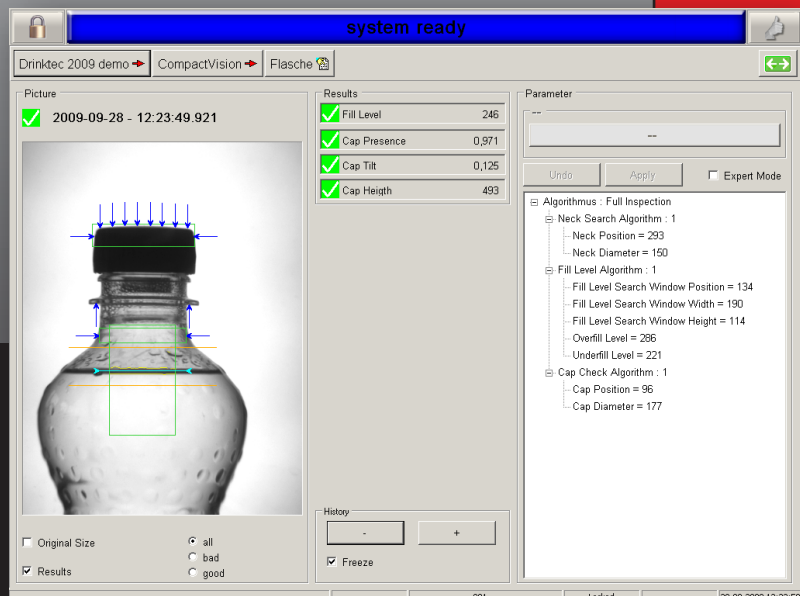 system ready
Drinktec 2009 demo
CompactVision
Flasche
Picture
2009-09-28 - 12:23:49.921
Original Size
Results
all
bad
good
Results
Fill Level 246
Cap Presence 0,971
Cap Tilt 0,125
Cap Heigth 493
History
-
+
Freeze
Parameter
--
--
Undo
Apply
Expert Mode
Algorithmus : Full Inspection
Neck Search Algorithm : 1
Neck Position = 293
Neck Diameter = 150
Fill Level Algorithm : 1
Fill Level Search Window Position = 134
Fill Level Search Window Width = 190
Fill Level Search Window Height = 114
Overfill Level = 286
Underfill Level = 221
Cap Check Algorithm : 1
Cap Position = 96
Cap Diameter = 177